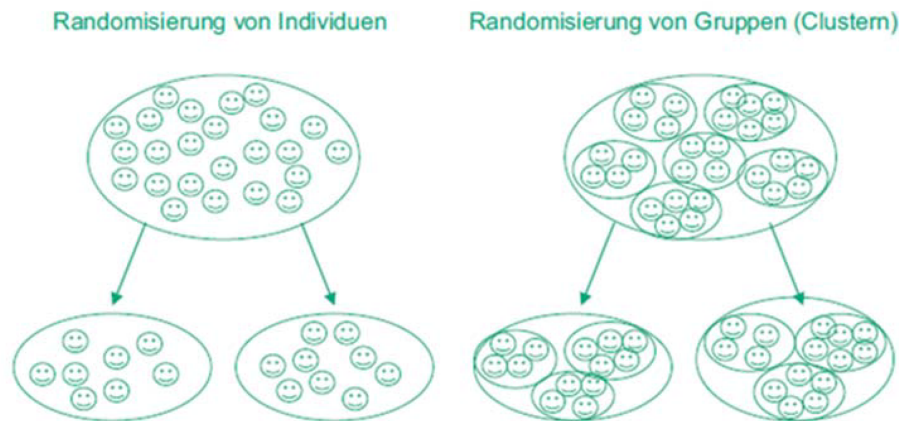 Randomisierung von Individuen
Randomisierung von Gruppen (Clustern)